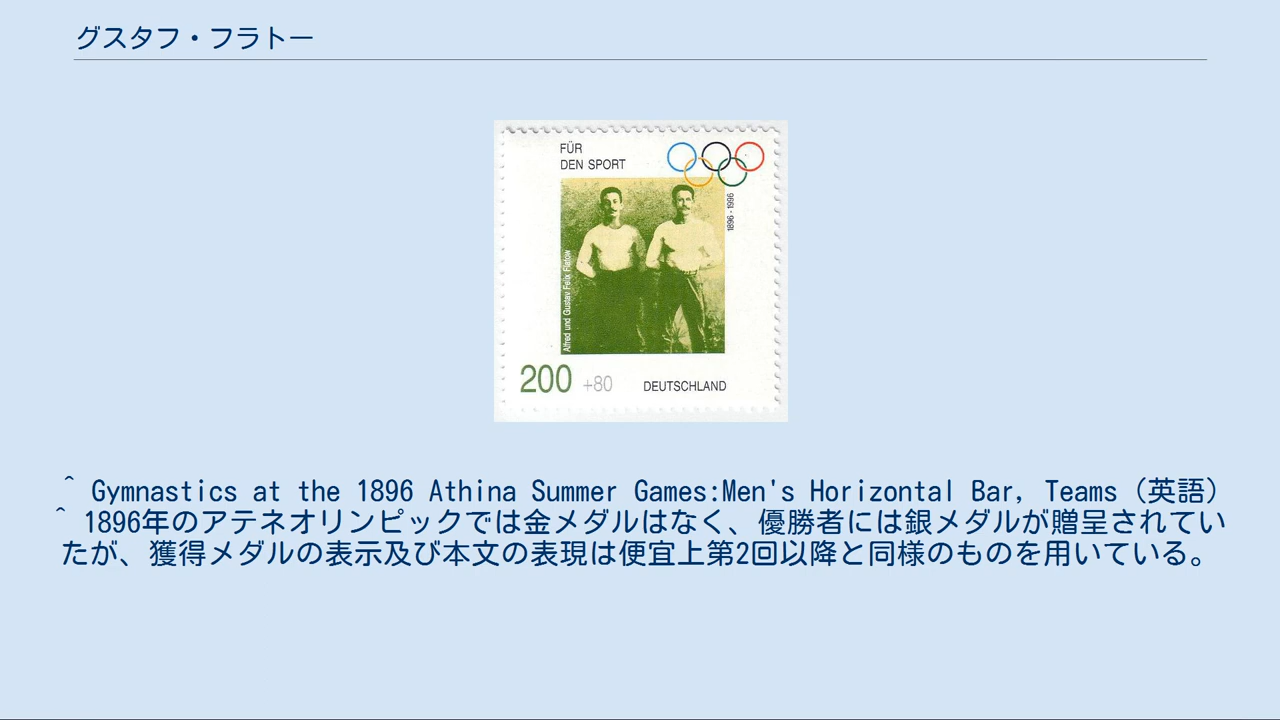 グスタフ・フラトー
FÜR
DEN SPORT
1896 - 1996
Alfred und Gustav Felix Flatow
200 +80 DEUTSCHLAND
^ Gymnastics at the 1896 Athina Summer Games:Men's Horizontal Bar, Teams（英語）
^ 1896年のアテネオリンピックでは金メダルはなく、優勝者には銀メダルが贈呈されてい
たが、獲得メダルの表示及び本文の表現は便宜上第2回以降と同様のものを用いている。